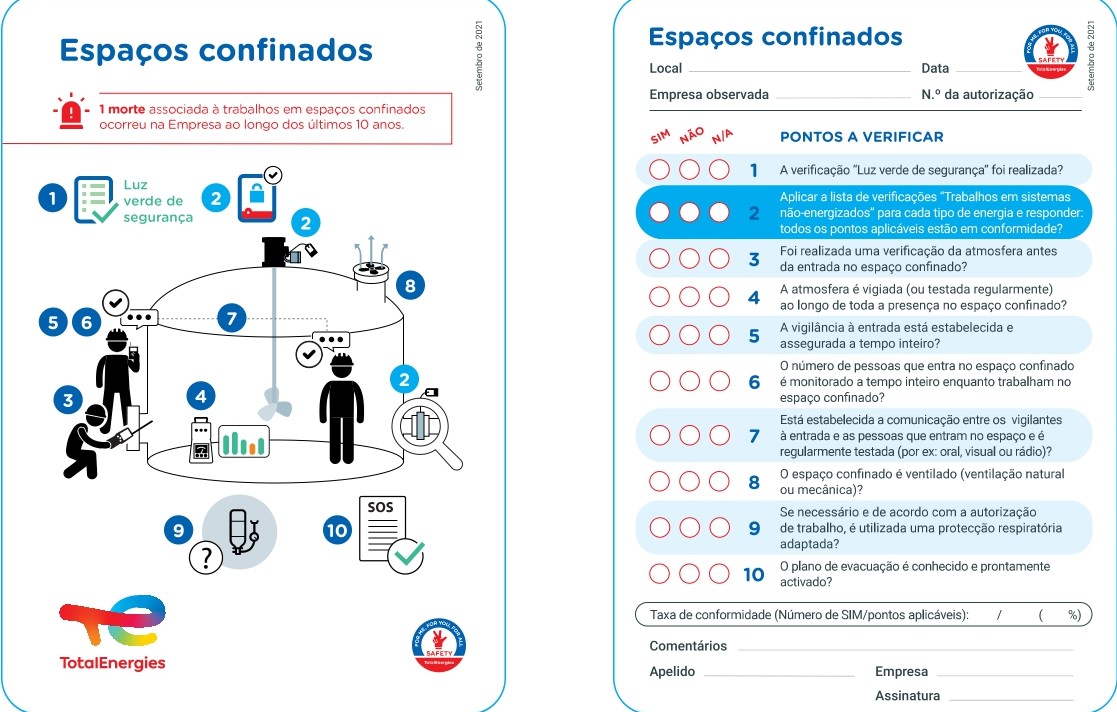 Espaços confinados
Setembro de 2021
1 morte associada à trabalhos em espaços confinados
ocorreu na Empresa ao longo dos últimos 10 anos.
1
Luz
verde de
segurança
2
2
8
5 6
7
3
4
2
9
?
10
SOS
TotalEnergies
FOR ME, FOR YOU, FOR ALL
SAFETY
TotalEnergies
Espaços confinados
FOR ME, FOR YOU, FOR ALL
SAFETY
TotalEnergies
Setembro de 2021
Local
Data
Empresa observada
N.º da autorização
SIM NÃO N/A PONTOS A VERIFICAR
1 A verificação "Luz verde de segurança" foi realizada?
2 Aplicar a lista de verificações "Trabalhos em sistemas
não-energizados" para cada tipo de energia e responder:
todos os pontos aplicáveis estão em conformidade?
3 Foi realizada uma verificação da atmosfera antes
da entrada no espaço confinado?
4 A atmosfera é vigiada (ou testada regularmente)
ao longo de toda a presença no espaço confinado?
5 A vigilância à entrada está estabelecida e
assegurada a tempo inteiro?
6 O número de pessoas que entra no espaço confinado
é monitorado a tempo inteiro enquanto trabalham no
espaço confinado?
7 Está estabelecida a comunicação entre os vigilantes
à entrada e as pessoas que entram no espaço e é
regularmente testada (por ex: oral, visual ou rádio)?
8 O espaço confinado é ventilado (ventilação natural
ou mecânica)?
9 Se necessário e de acordo com a autorização
de trabalho, é utilizada uma protecção respiratória
adaptada?
10 O plano de evacuação é conhecido e prontamente
activado?
Taxa de conformidade (Número de SIM/pontos aplicáveis): / ( %)
Comentários
Apelido
Empresa
Assinatura